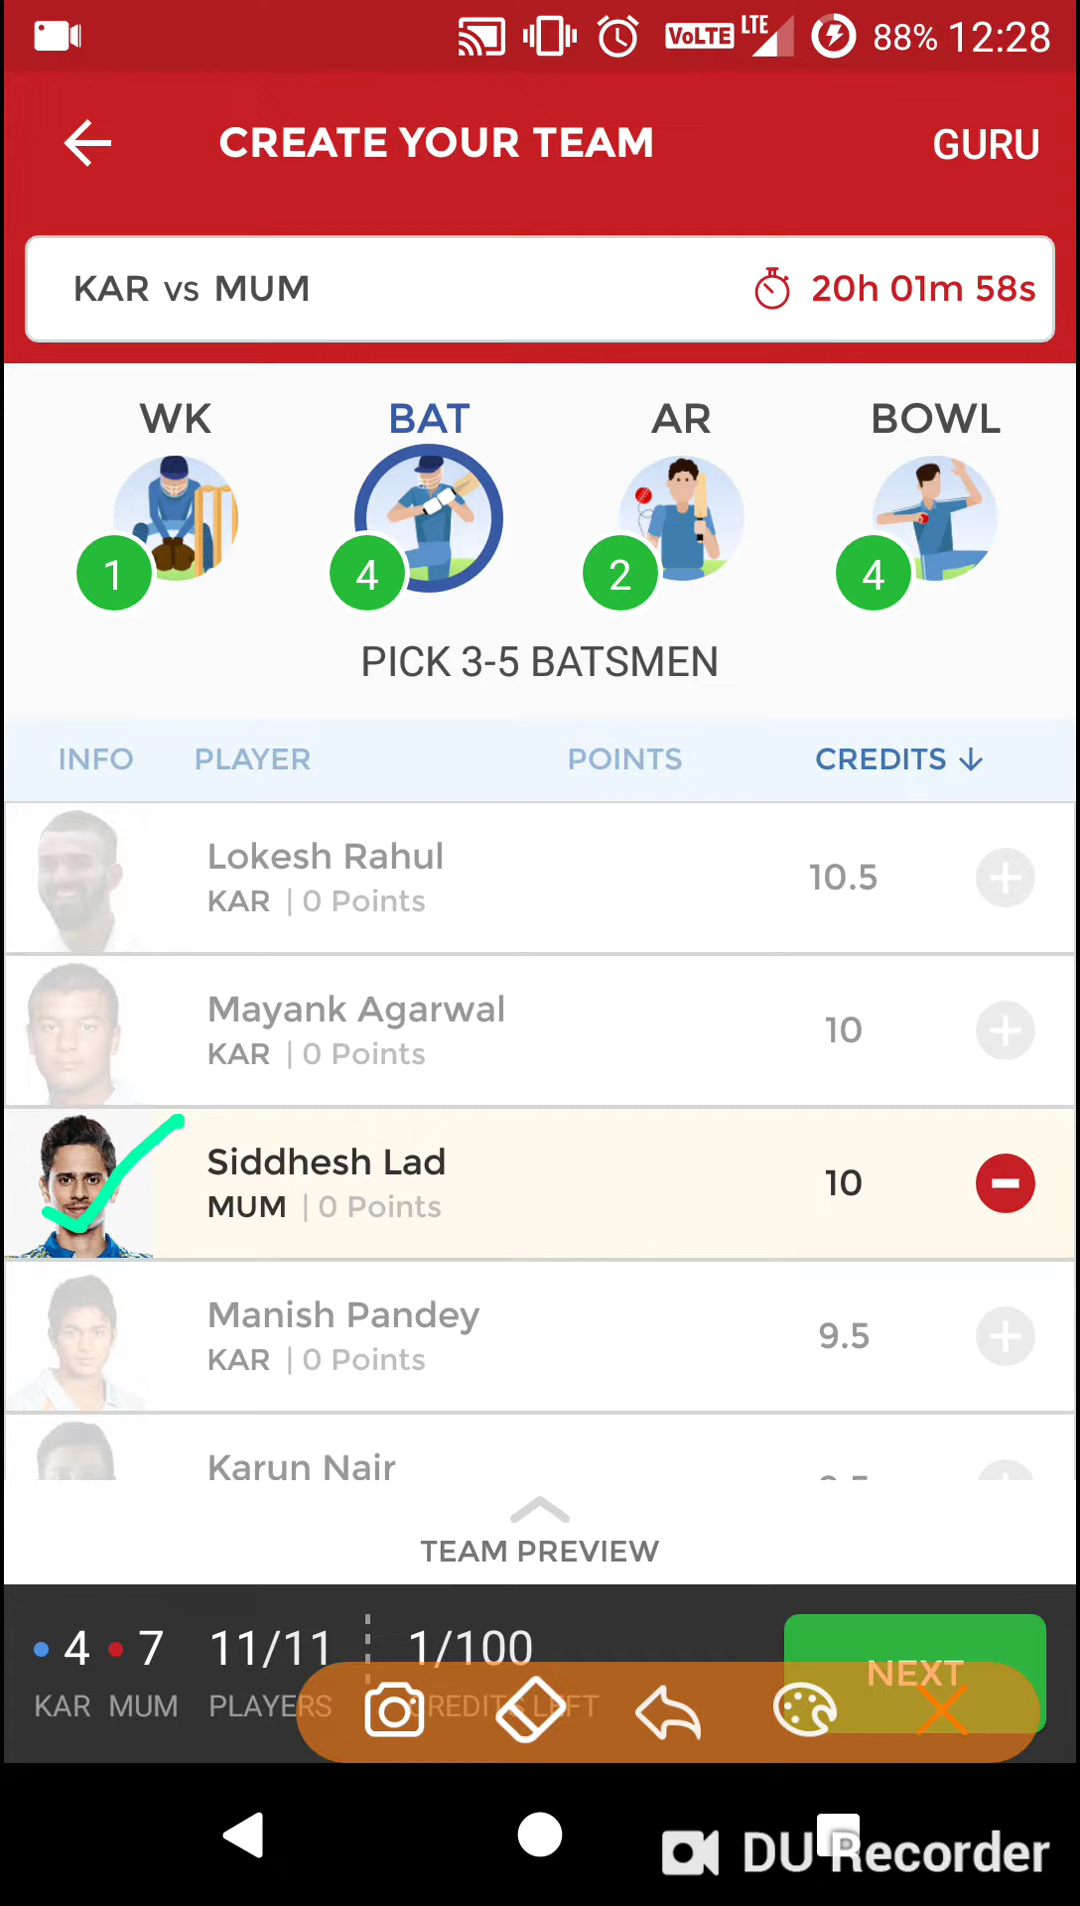 VoLTE LTE 88% 12:28
CREATE YOUR TEAM GURU
KAR vs MUM 20h 01m 58s
WK BAT AR BOWL
1 4 2 4
PICK 3-5 BATSMEN
INFO PLAYER POINTS CREDITS
Lokesh Rahul
KAR | 0 Points
10.5
Mayank Agarwal
KAR | 0 Points
10
Siddhesh Lad
MUM | 0 Points
10
Manish Pandey
KAR | 0 Points
9.5
Karun Nair
TEAM PREVIEW
4 7 11/11 1/100 NEXT
KAR MUM PLAYERS CREDITS LEFT
DU Recorder